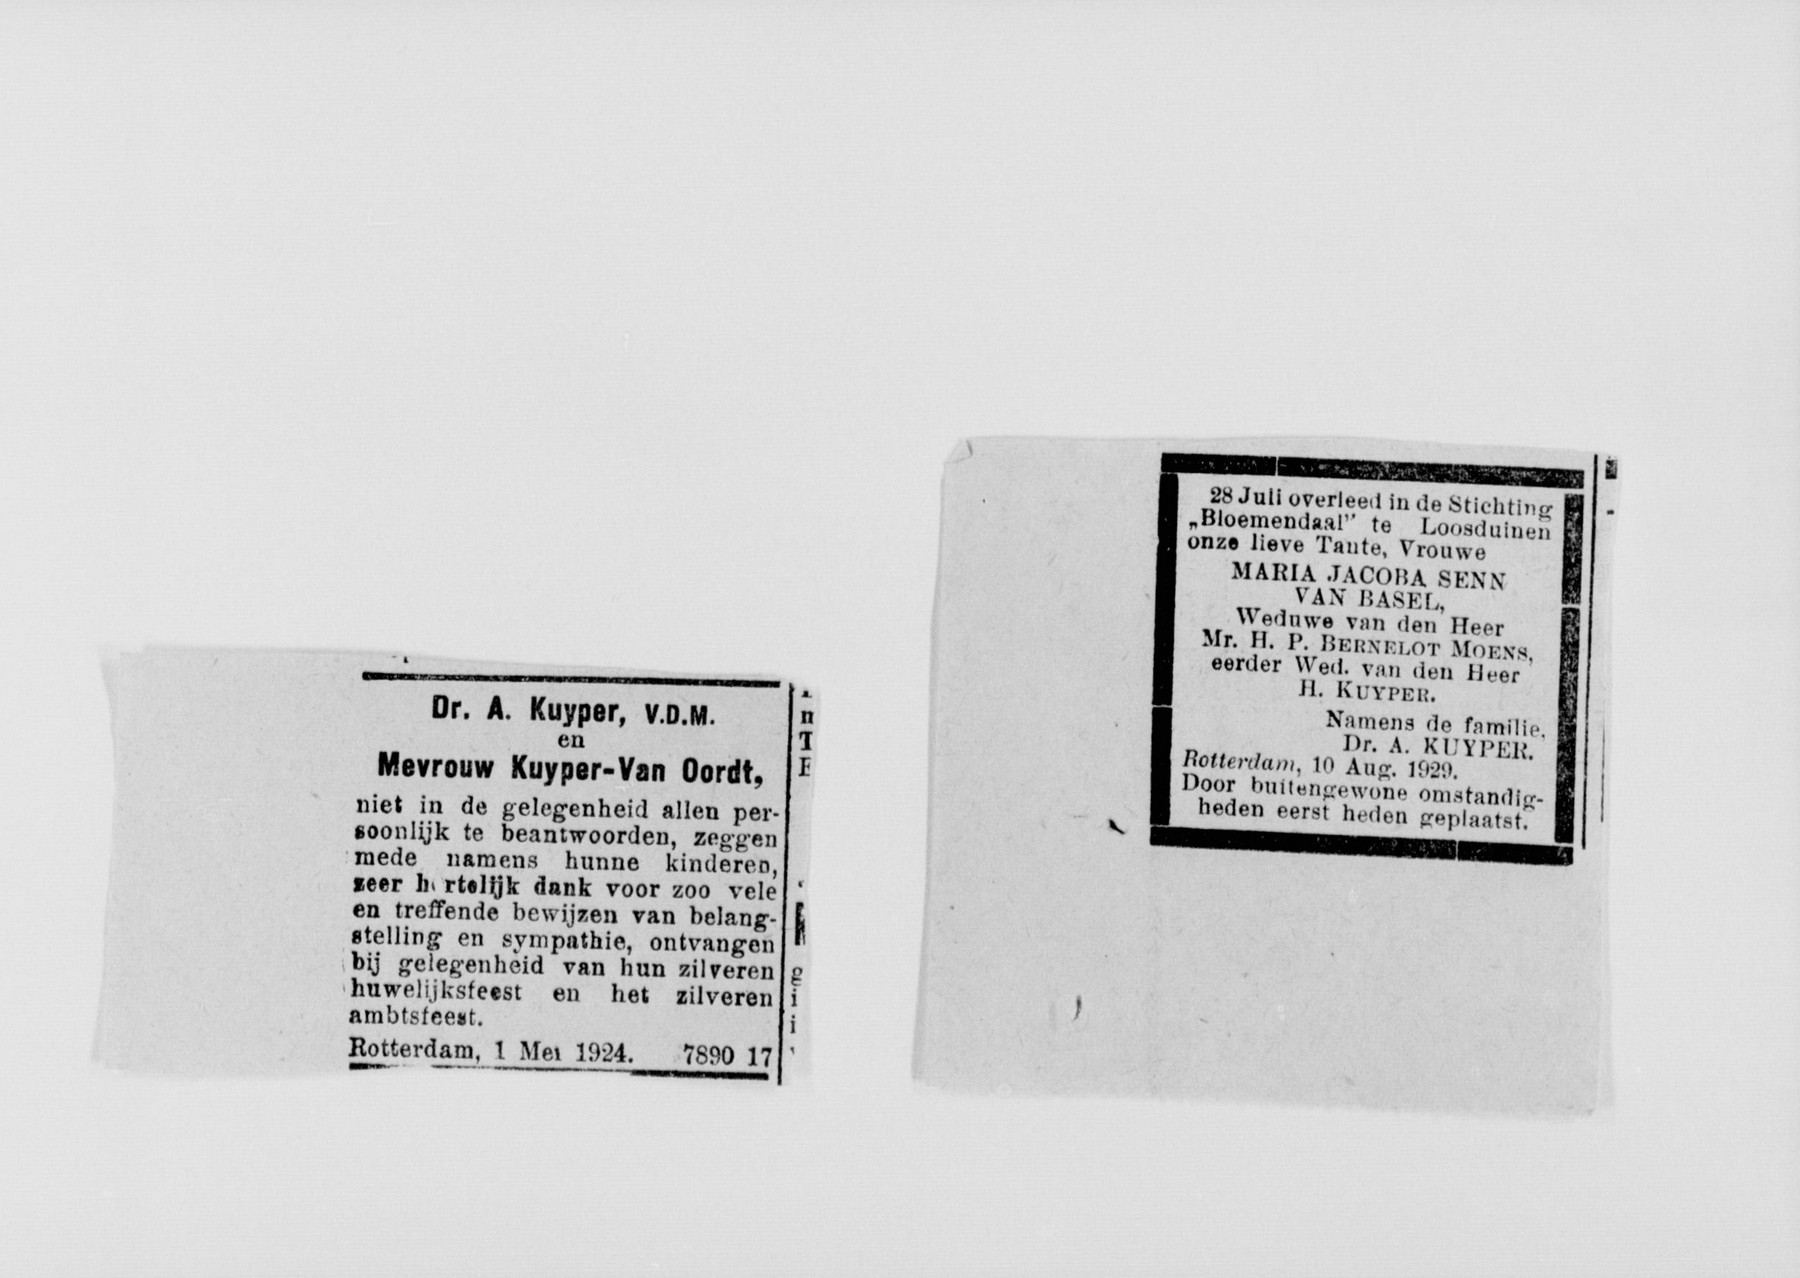 Dr. A. Kuyper, V.D.M.
en
Mevrouw Kuyper-Van Oordt,
niet in de gelegenheid allen per-
soonlijk te beantwoorden, zeggen
mede namens hunne kinderen,
zeer h rtelijk dank voor zoo vele
en treffende bewijzen van belang-
stelling en sympathie, ontvangen
bij gelegenheid van hun zilveren
huwelijksfeest en het zilveren
ambtsfeest.
Rotterdam, 1 Mei 1924. 7890 17
28 Juli overleed in de Stichting
„Bloemendaal” te Loosduinen
onze lieve Tante, Vrouwe
MARIA JACOBA SENN
VAN BASEL,
Weduwe van den Heer
Mr. H. P. BERNELOT MOENS,
eerder Wed. van den Heer
H. KUYPER.
Namens de familie,
Dr. A. KUYPER.
Rotterdam, 10 Aug. 1929.
Door buitengewone omstandig-
heden eerst heden geplaatst.